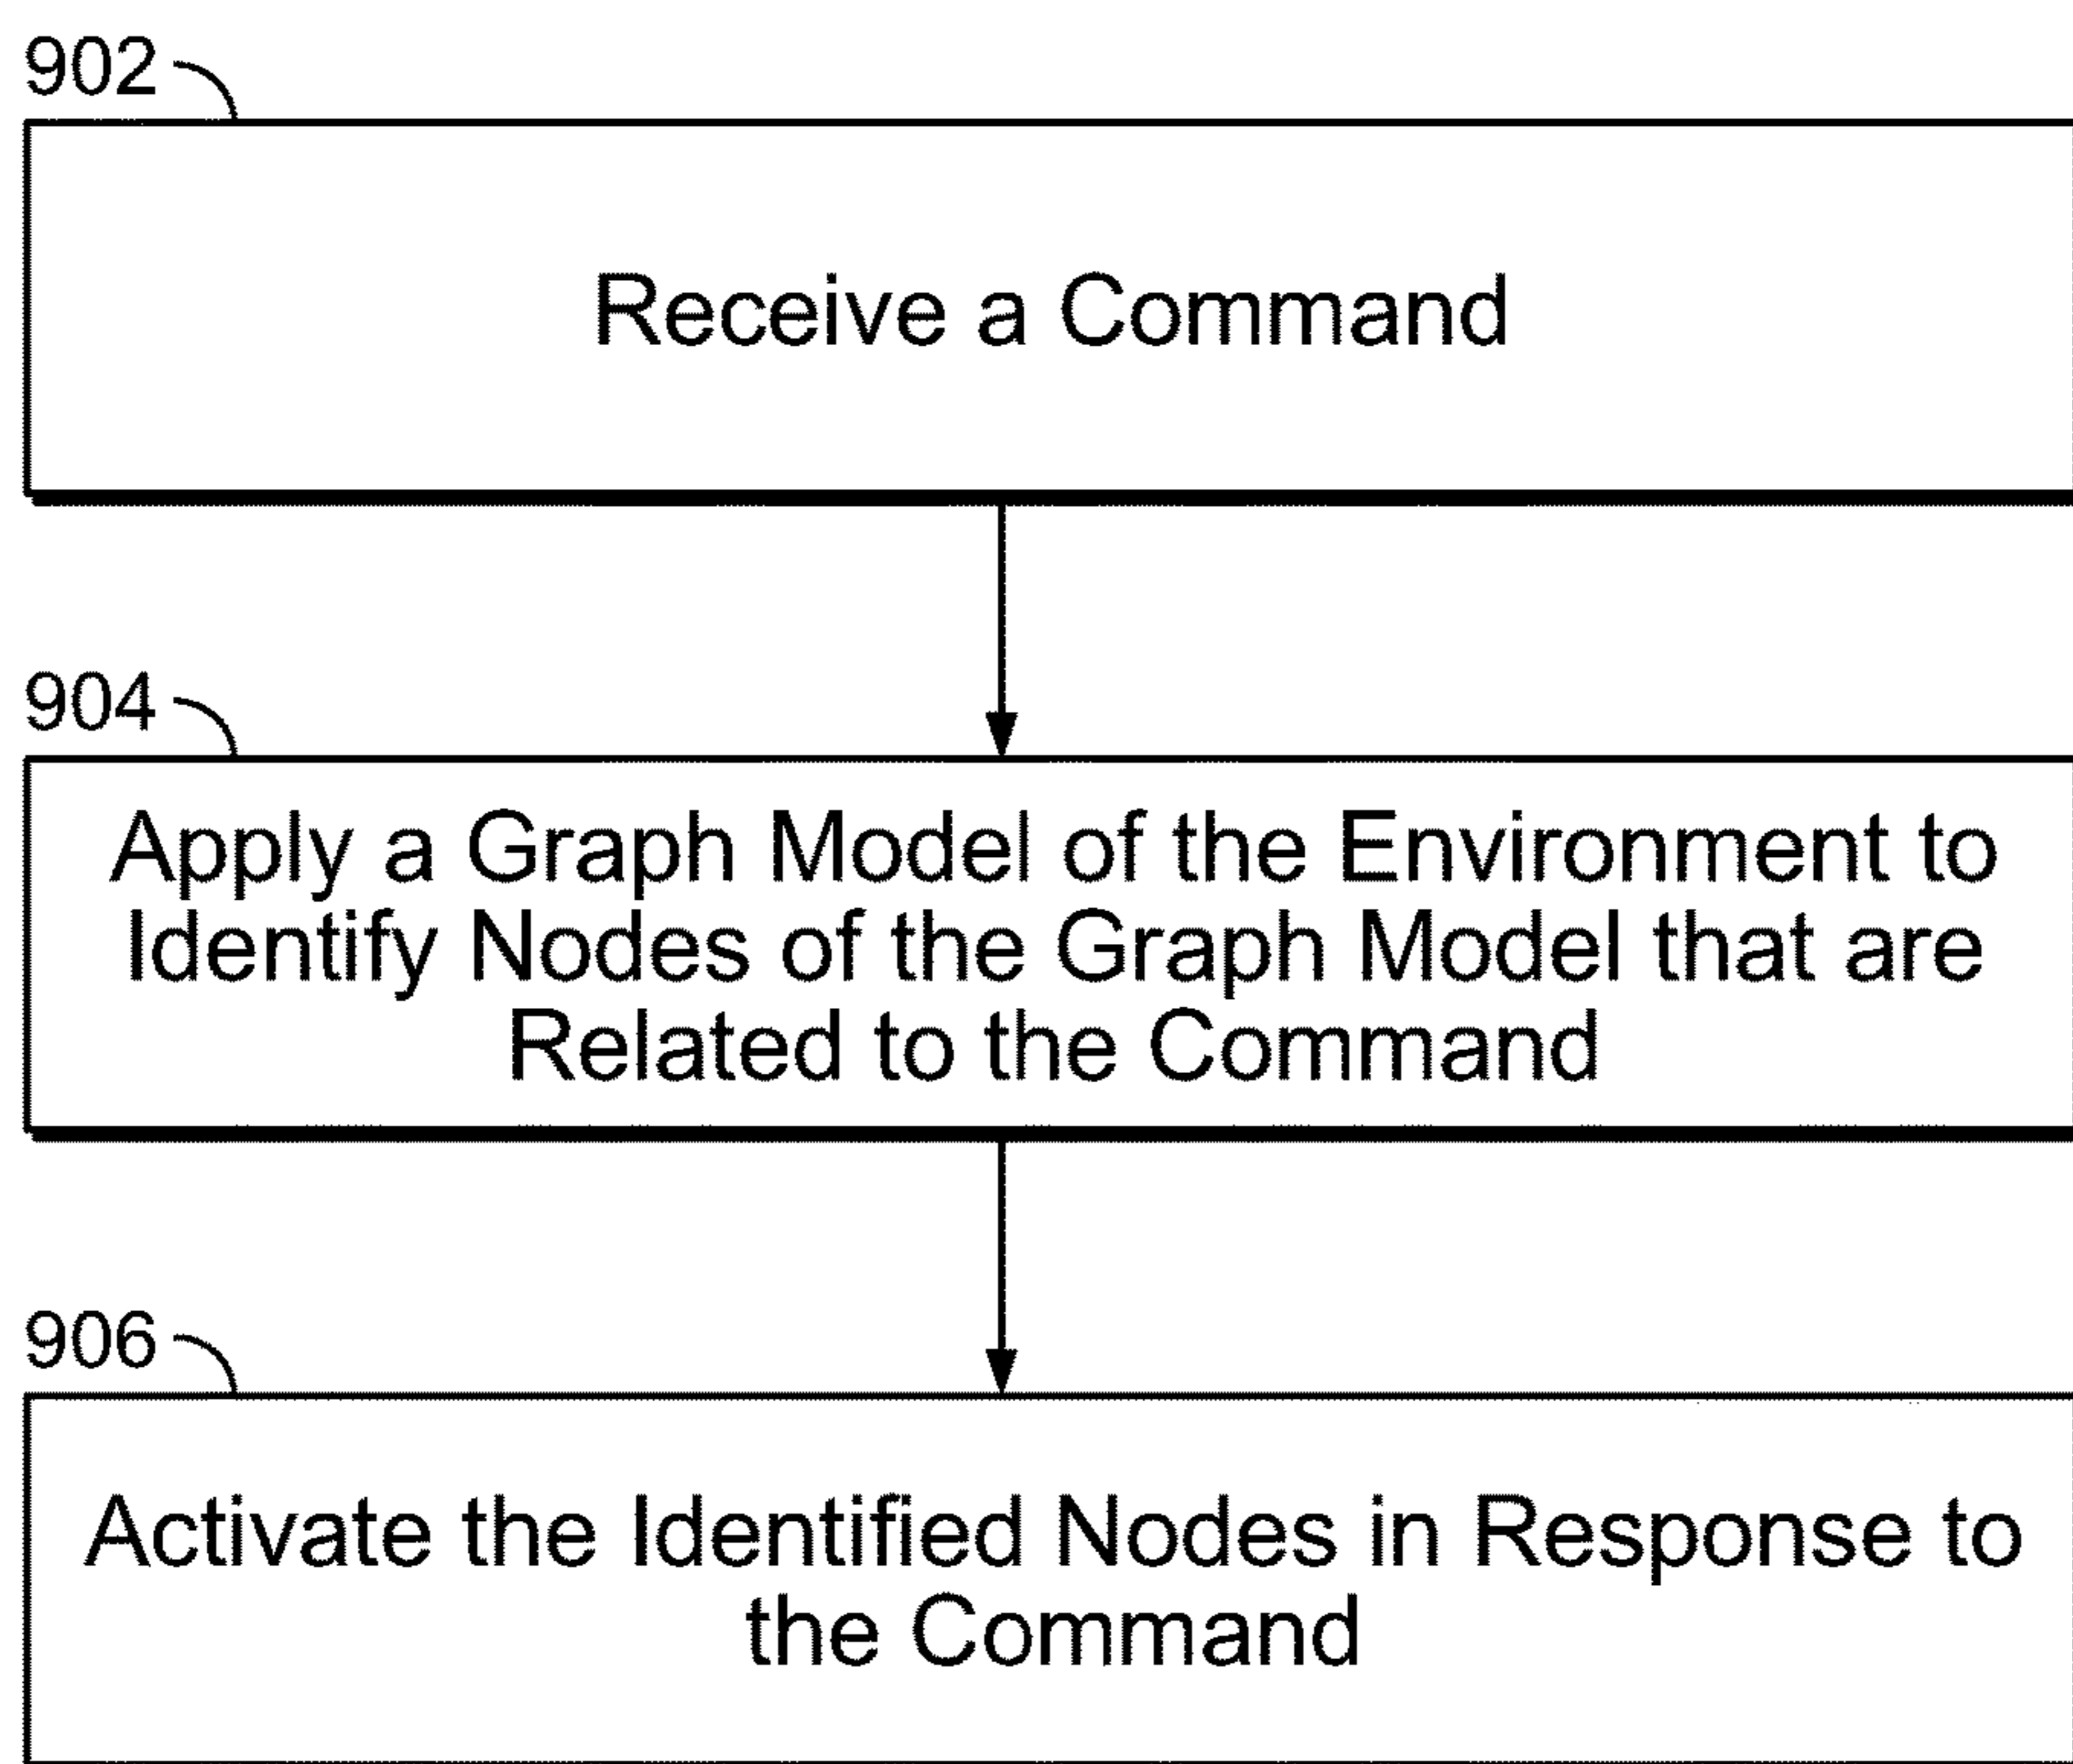 902
Receive a Command
904
Apply a Graph Model of the Environment to
Identify Nodes of the Graph Model that are
Related to the Command
906
Activate the Identified Nodes in Response to
the Command